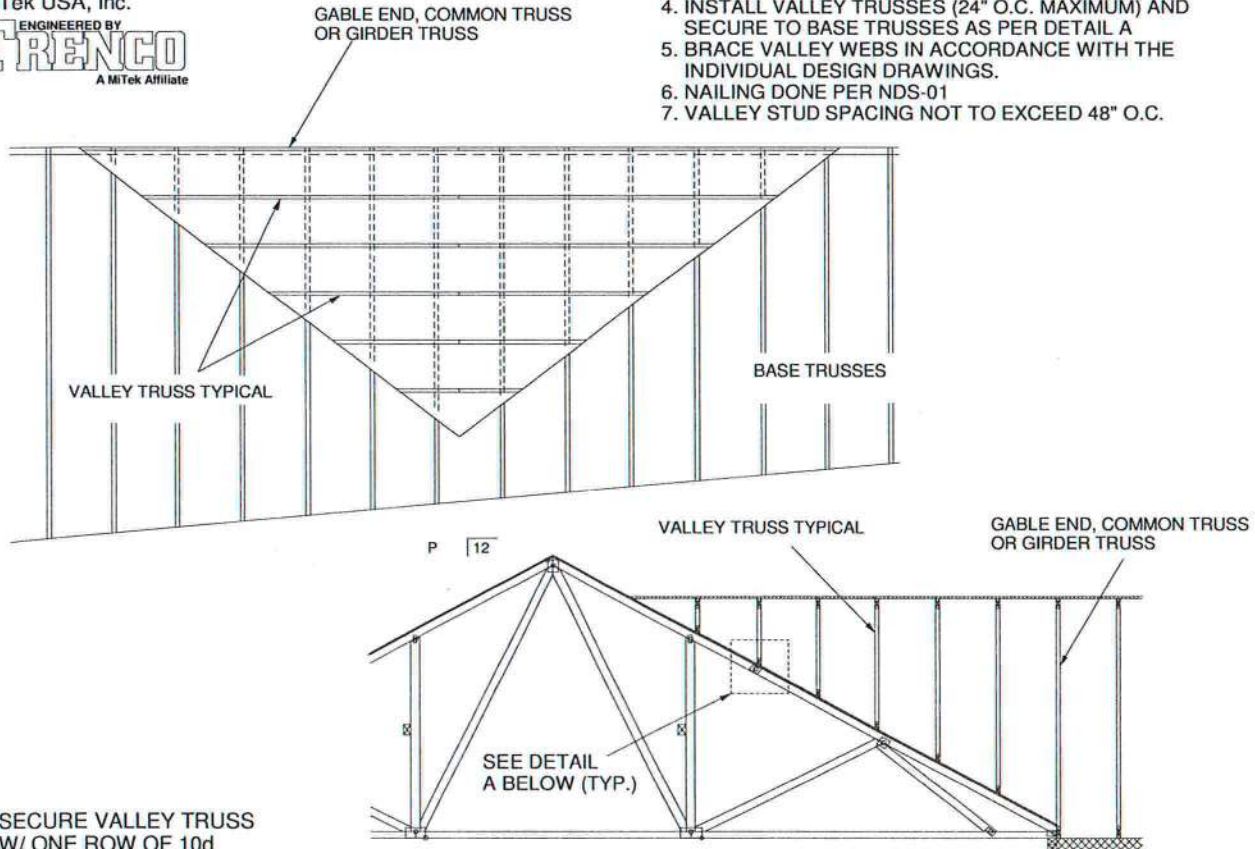 Tek USA, Inc.
ENGINEERED BY
TRENCO
A MiTek Affiliate
GABLE END, COMMON TRUSS
OR GIRDER TRUSS
4. INSTALL VALLEY TRUSSES (24" O.C. MAXIMUM) AND
SECURE TO BASE TRUSSES AS PER DETAIL A
5. BRACE VALLEY WEBS IN ACCORDANCE WITH THE
INDIVIDUAL DESIGN DRAWINGS.
6. NAILING DONE PER NDS-01
7. VALLEY STUD SPACING NOT TO EXCEED 48" O.C.
VALLEY TRUSS TYPICAL
BASE TRUSSES
P 12
VALLEY TRUSS TYPICAL
GABLE END, COMMON TRUSS
OR GIRDER TRUSS
SEE DETAIL
A BELOW (TYP.)
SECURE VALLEY TRUSS
W/ ONE ROW OF 10d